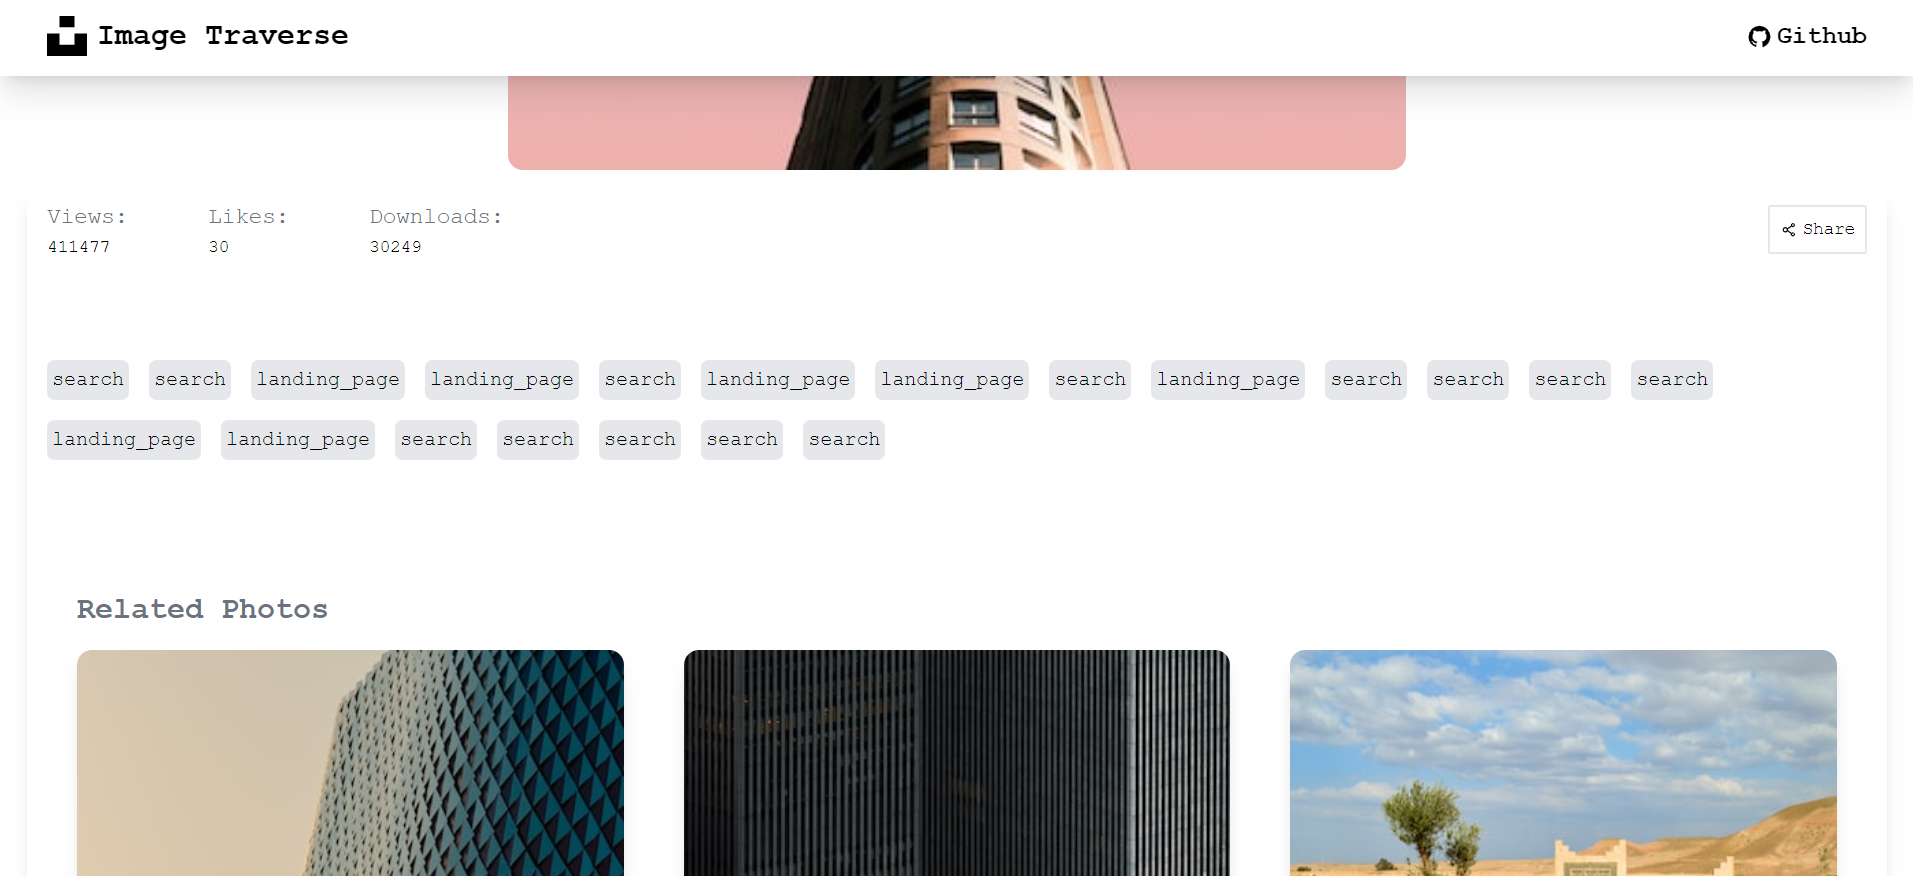 Image Traverse Github
Views: Likes: Downloads:
411477 30 30249 Share
search search landing_page landing_page search landing_page landing_page search landing_page search search search search
landing_page landing_page search search search search search
Related Photos